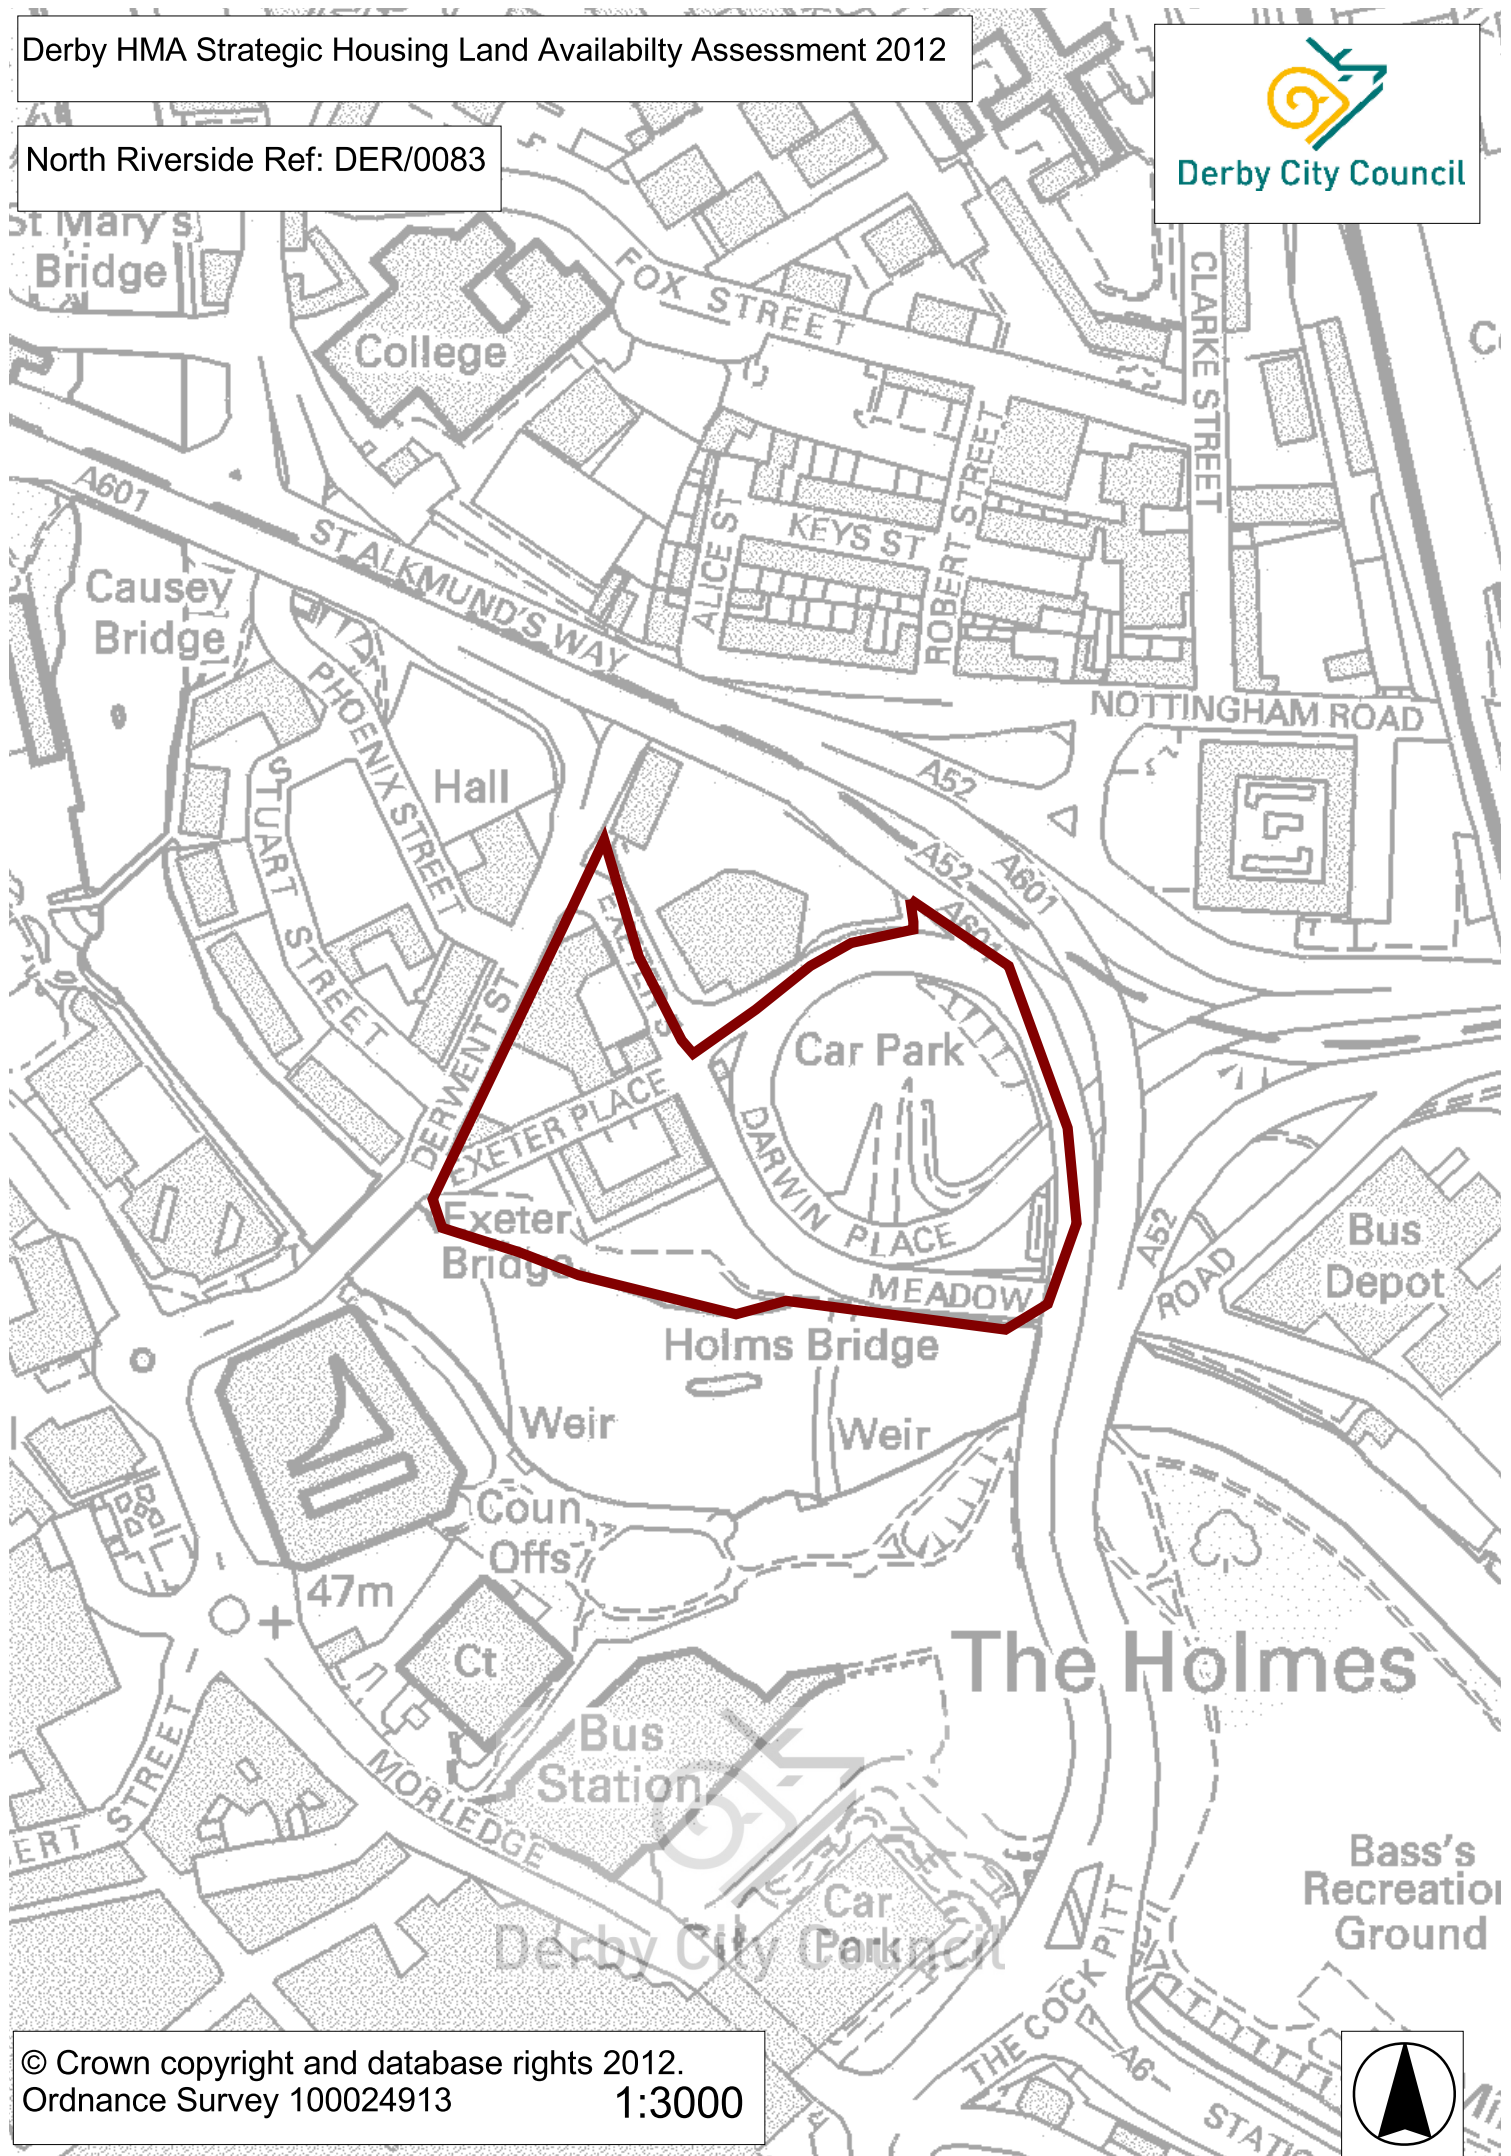 Derby HMA Strategic Housing Land Availabilty Assessment 2012
North Riverside Ref: DER/0083
Derby City Council
St Mary's
Bridge
FOX STREET
CLARKE STREET
College
A601
ST ALKMUND'S WAY
ALICE ST
KEYS ST
ROBERT STREET
Causey
Bridge
PHOENIX STREET
NOTTINGHAM ROAD
Hall
STUART STREET
A52
A52
A601
A601
DERWENT ST
EXETER PLACE
Car Park
DARWIN PLACE
Exeter
Bridge
MEADOW
ROAD
A52
Bus
Depot
Holms Bridge
Weir
Weir
Coun
Offs
47m
Ct
The Holmes
Bus
Station
MORLEDGE
STREET
ERT
Car
Park
Derby City Council
Bass's
Recreation
Ground
THE COCK PITT
A6
© Crown copyright and database rights 2012.
Ordnance Survey 100024913
1:3000